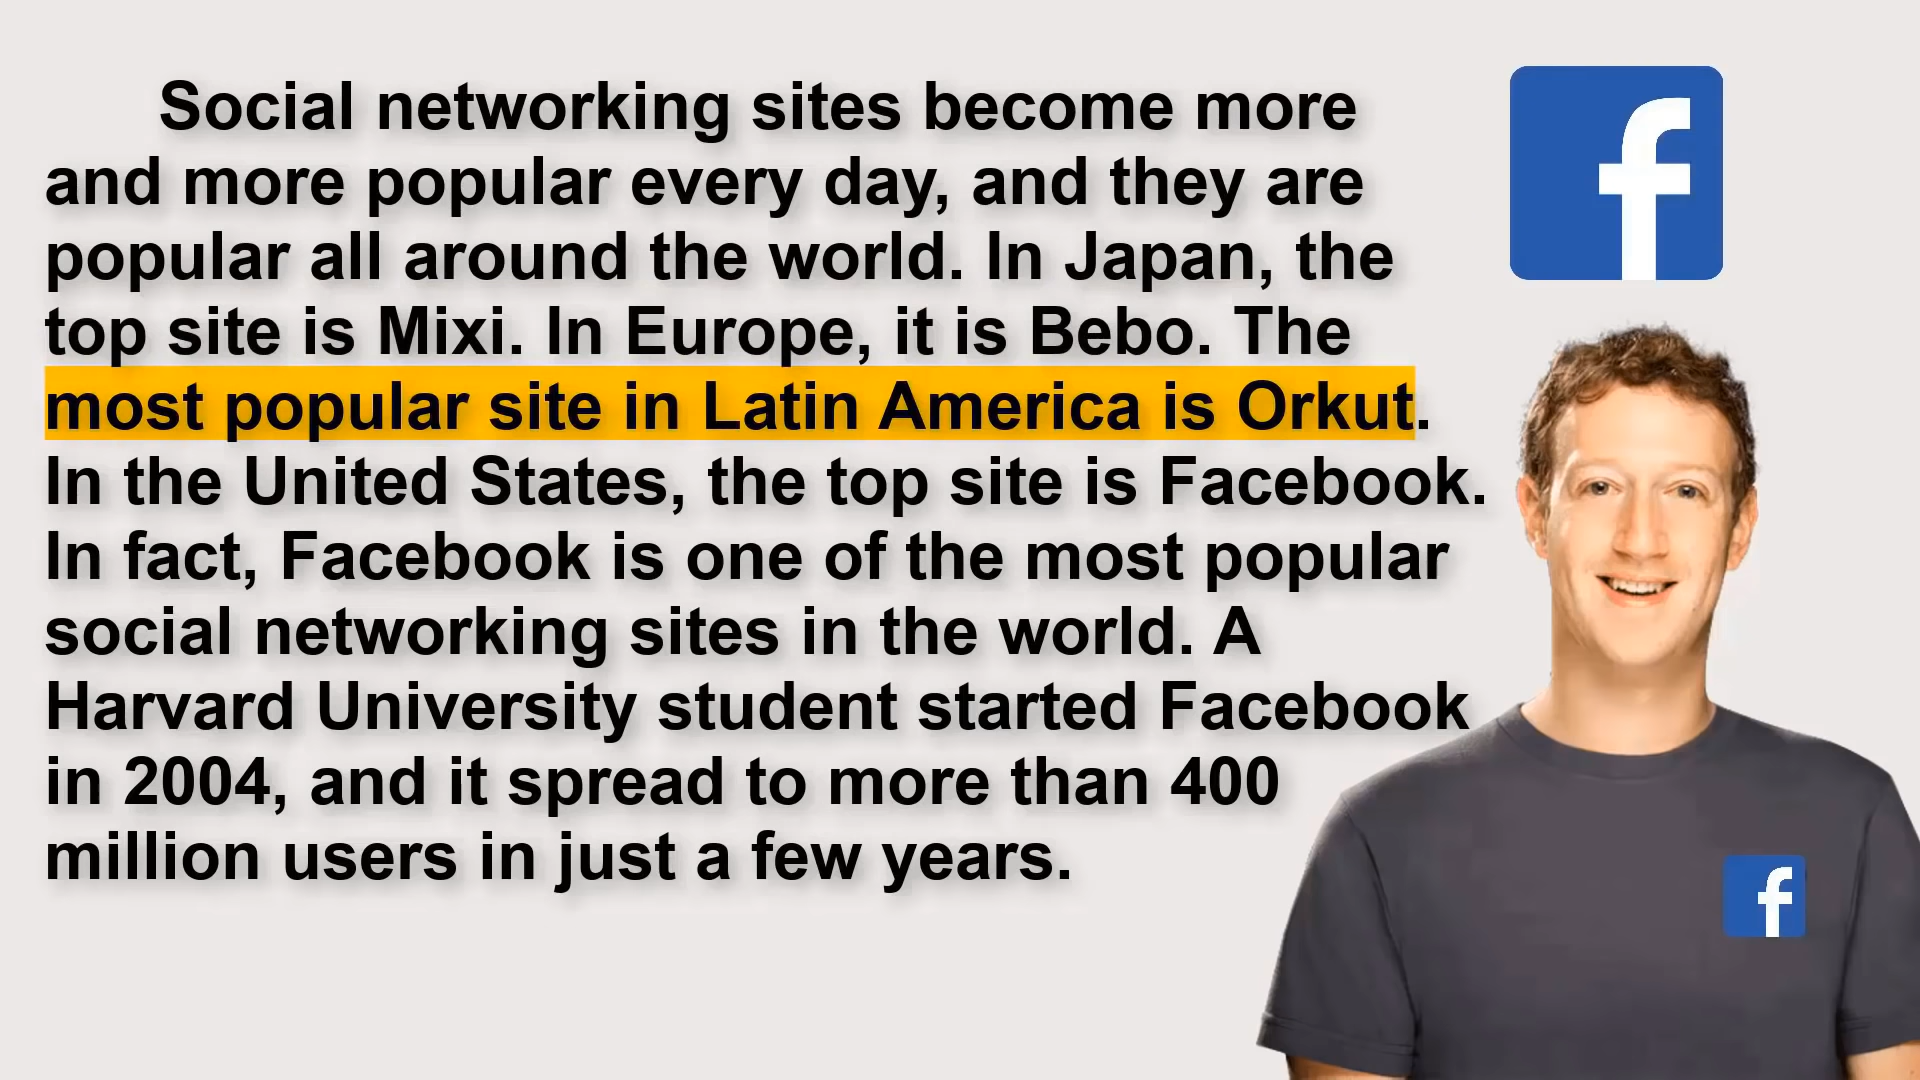 Social networking sites become more
and more popular every day, and they are
popular all around the world. In Japan, the
top site is Mixi. In Europe, it is Bebo. The
most popular site in Latin America is Orkut.
In the United States, the top site is Facebook.
In fact, Facebook is one of the most popular
social networking sites in the world. A
Harvard University student started Facebook
in 2004, and it spread to more than 400
million users in just a few years.
f
f